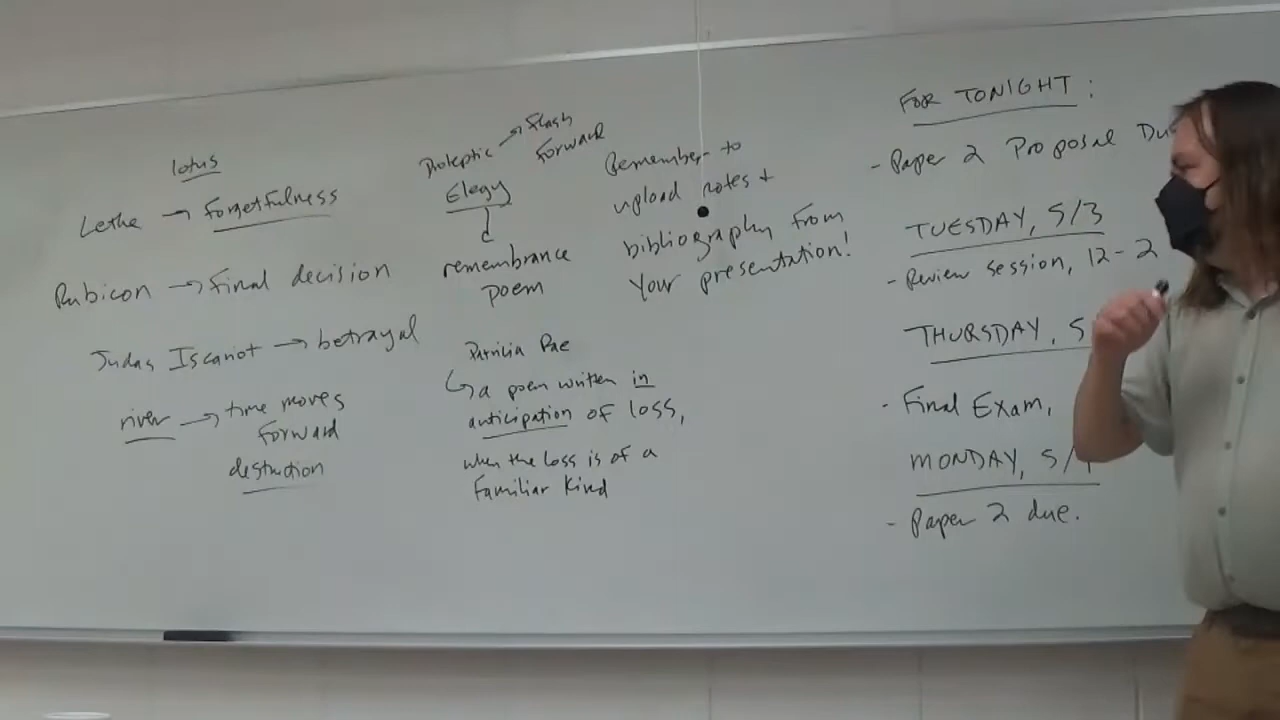 lotus
Lethe → Forgetfulness
Rubicon → Final decision
Judas Iscariot → betrayal
river → time moves
Forward
destruction
Proleptic → Flash
Forward
Elegy
remembrance
poem
Patricia Rae
↳ a poem written in
anticipation of loss,
when the loss is of a
Familiar Kind
Remember to
upload notes +
bibliography from
Your presentation!
FOR TONIGHT:
- Paper 2 Proposal Due
TUESDAY, 5/3
- Review session, 12-2
THURSDAY, 5
- Final Exam,
MONDAY, 5/
- Paper 2 due.